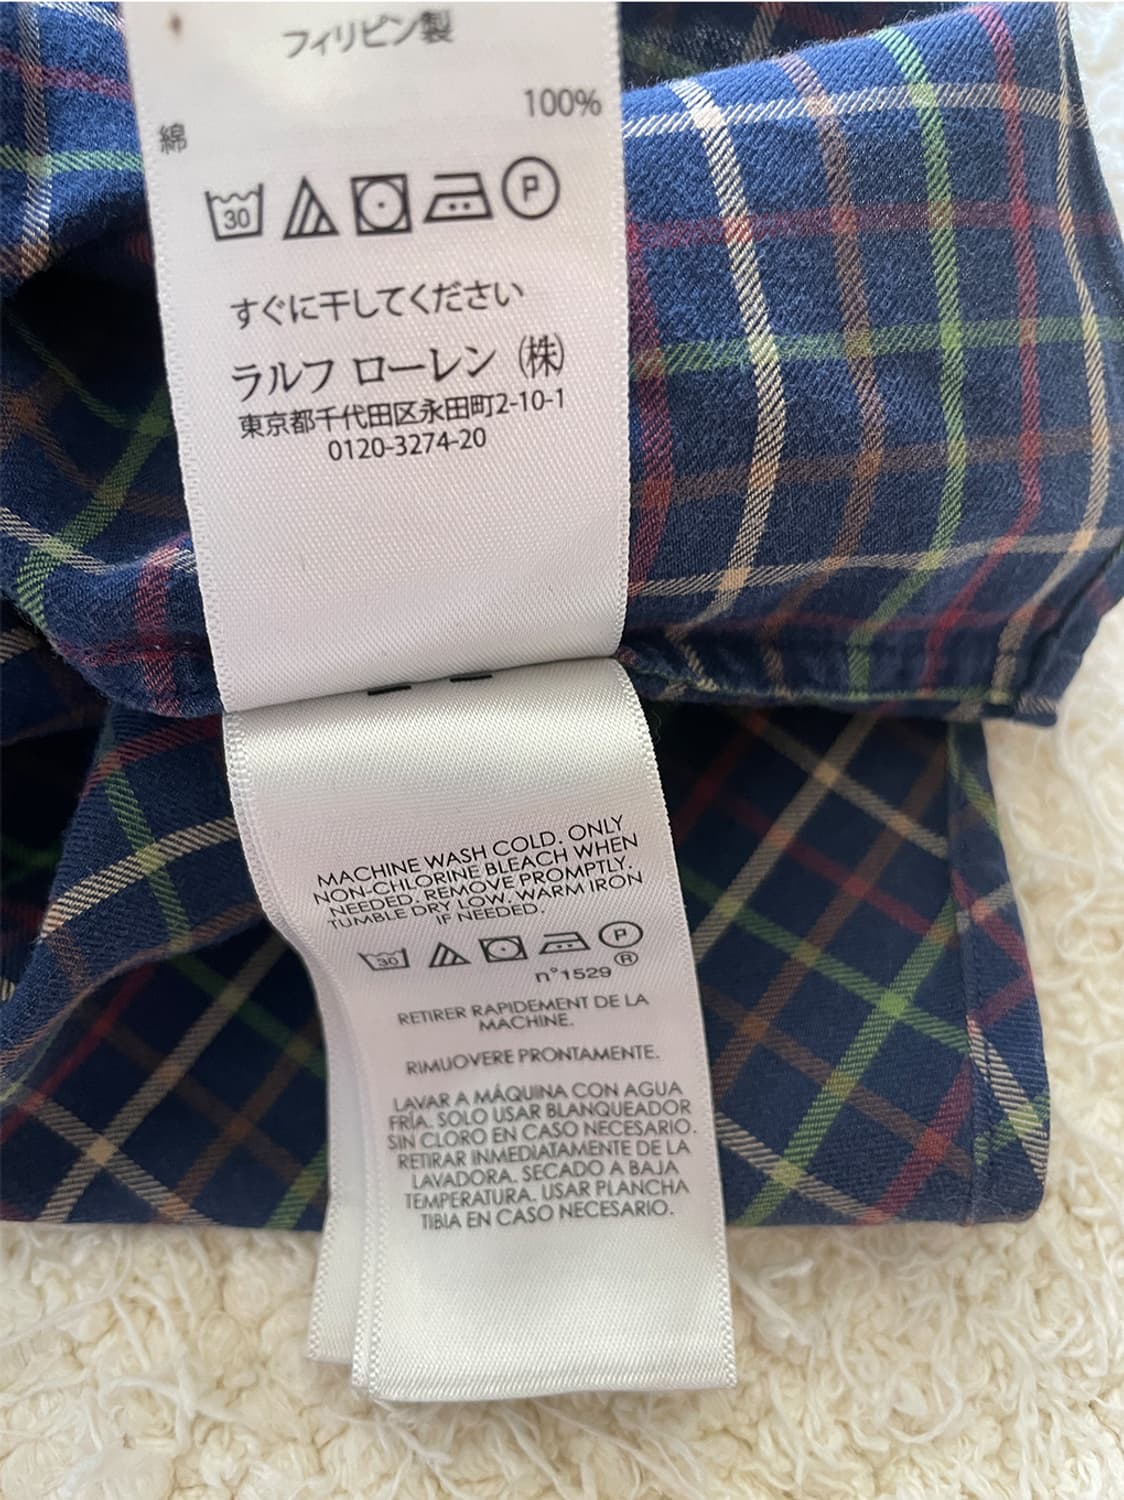 フィリピン製
綿 100%
30 P
すぐに干してください
ラルフ ローレン (株)
東京都千代田区永田町2-10-1
0120-3274-20
MACHINE WASH COLD. ONLY
NON-CHLORINE BLEACH WHEN
NEEDED. REMOVE PROMPTLY.
TUMBLE DRY LOW. WARM IRON
IF NEEDED.
30 P
n°1529 ®
RETIRER RAPIDEMENT DE LA
MACHINE.
RIMUOVERE PRONTAMENTE.
LAVAR A MÁQUINA CON AGUA
FRÍA. SOLO USAR BLANQUEADOR
SIN CLORO EN CASO NECESARIO.
RETIRAR INMEDIATAMENTE DE LA
LAVADORA. SECADO A BAJA
TEMPERATURA. USAR PLANCHA
TIBIA EN CASO NECESARIO.